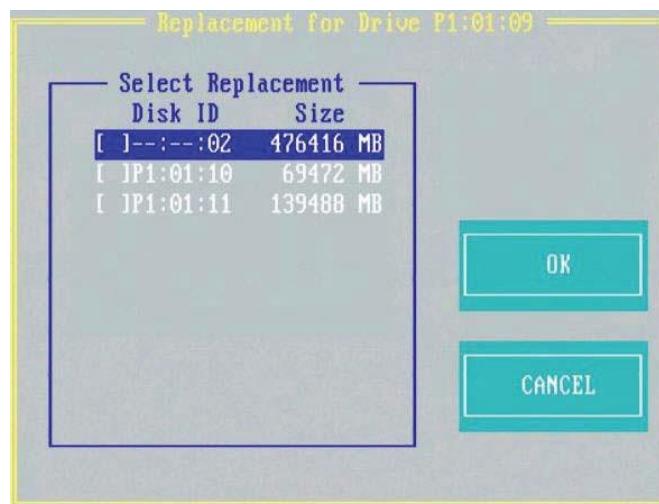 Replacement for Drive P1:01:09
Select Replacement
Disk ID Size
[ ]--:--:02 476416 MB
[ ]P1:01:10 69472 MB
[ ]P1:01:11 139488 MB
OK
CANCEL